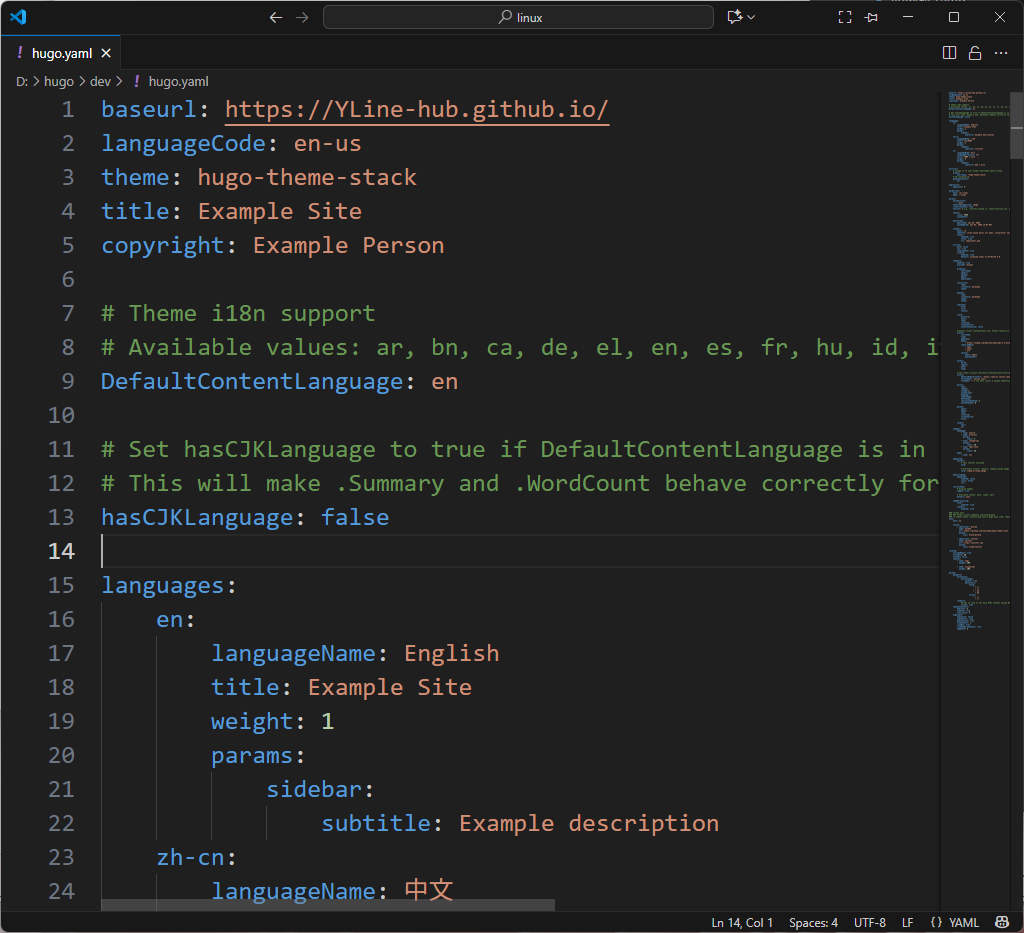 linux
! hugo.yaml
D: > hugo > dev > ! hugo.yaml
1 baseurl: https://YLine-hub.github.io/
2 languageCode: en-us
3 theme: hugo-theme-stack
4 title: Example Site
5 copyright: Example Person
6
7 # Theme i18n support
8 # Available values: ar, bn, ca, de, el, en, es, fr, hu, id, i
9 DefaultContentLanguage: en
10
11 # Set hasCJKLanguage to true if DefaultContentLanguage is in
12 # This will make .Summary and .WordCount behave correctly for
13 hasCJKLanguage: false
14
15 languages:
16 en:
17 languageName: English
18 title: Example Site
19 weight: 1
20 params:
21 sidebar:
22 subtitle: Example description
23 zh-cn:
24 languageName: 中文
Ln 14, Col 1 Spaces: 4 UTF-8 LF {} YAML